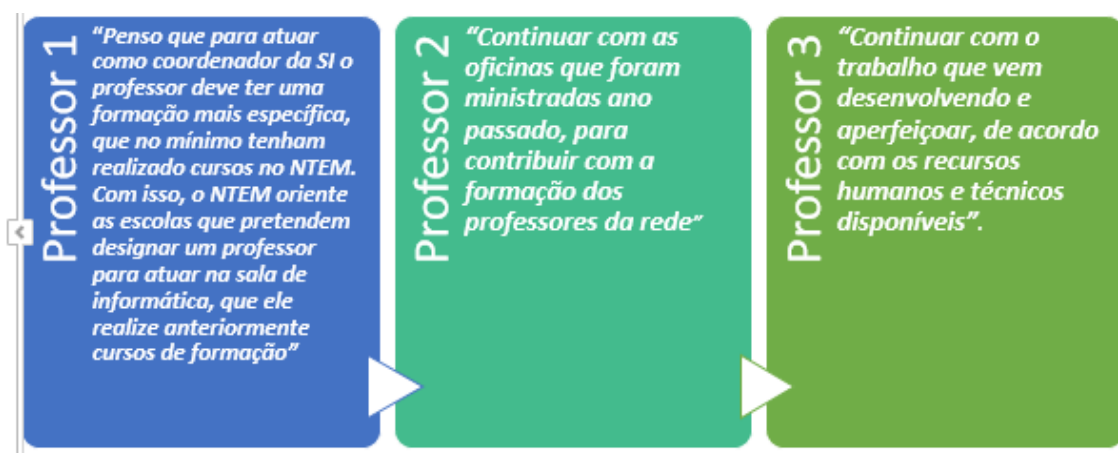 Professor 1
“Penso que para atuar
como coordenador da SI o
professor deve ter uma
formação mais específica,
que no mínimo tenham
realizado cursos no NTEM.
Com isso, o NTEM oriente
as escolas que pretendem
designar um professor
para atuar na sala de
informática, que ele
realize anteriormente
cursos de formação”
Professor 2
“Continuar com as
oficinas que foram
ministradas ano
passado, para
contribuir com a
formação dos
professores da rede”
Professor 3
“Continuar com o
trabalho que vem
desenvolvendo e
aperfeiçoar, de acordo
com os recursos
humanos e técnicos
disponíveis”.